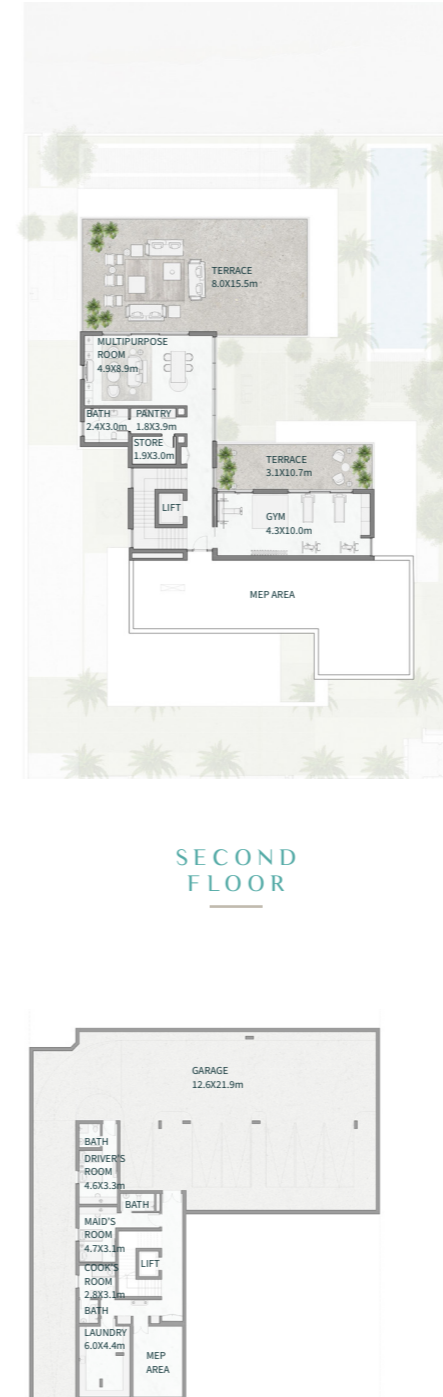 TERRACE
8.0X15.5m
MULTIPURPOSE
ROOM
4.9X8.9m
BATH
2.4X3.0m
PANTRY
1.8X3.9m
STORE
1.9X3.0m
TERRACE
3.1X10.7m
LIFT
GYM
4.3X10.0m
MEP AREA
SECOND
FLOOR
GARAGE
12.6X21.9m
BATH
DRIVER'S
ROOM
4.6X3.3m
BATH
MAID'S
ROOM
4.7X3.1m
LIFT
COOK'S
ROOM
2.8X3.1m
BATH
LAUNDRY
6.0X4.4m
MEP
AREA